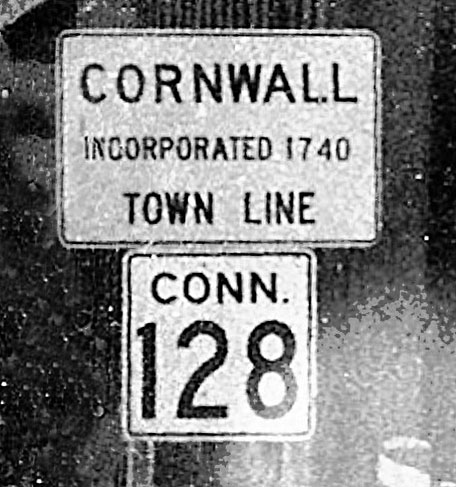 CORNWALL
INCORPORATED 1740
TOWN LINE
CONN.
128